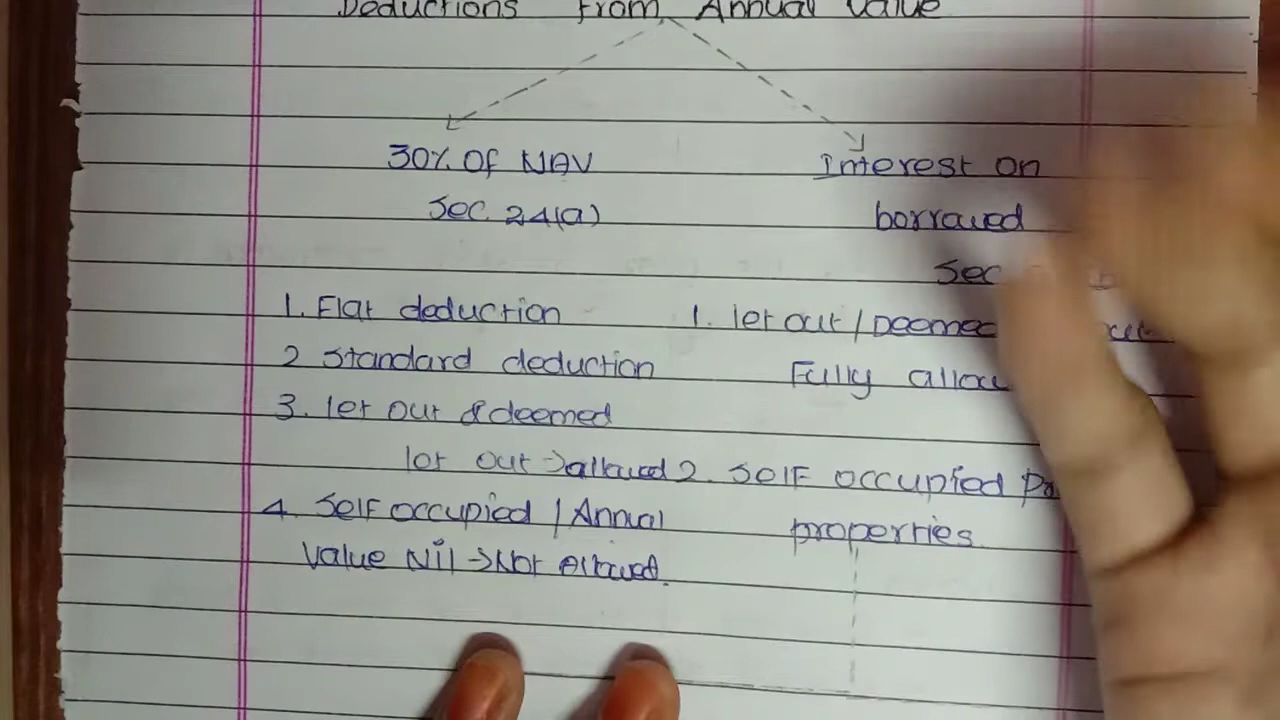 Deductions from Annual Value
30% Of NAV
Sec. 24(a)
1. Flat deduction
2 Standard deduction
3. let out & deemed
lot out → allowed
4. Self occupied / Annual
Value Nil → Not Allowed.
Interest on
borrowed
Sec
1. let out / Deemed
Fully
2. Self occupied
properties.